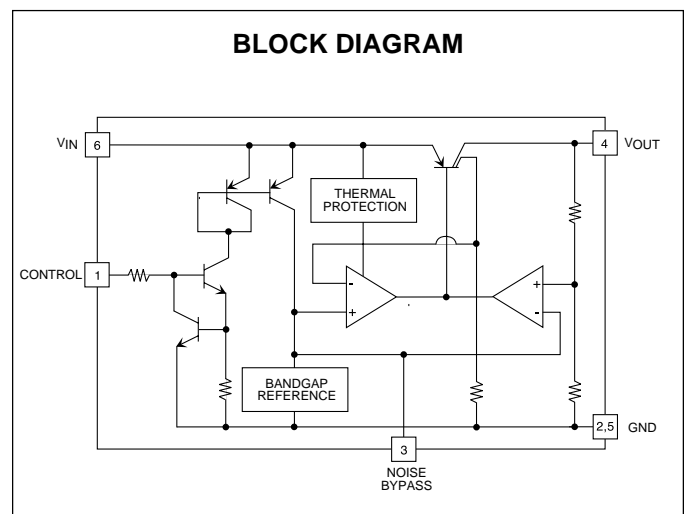 BLOCK DIAGRAM
VIN
6
4
VOUT
THERMAL
PROTECTION
CONTROL
1
-
+
+
-
BANDGAP
REFERENCE
2,5
GND
3
NOISE
BYPASS